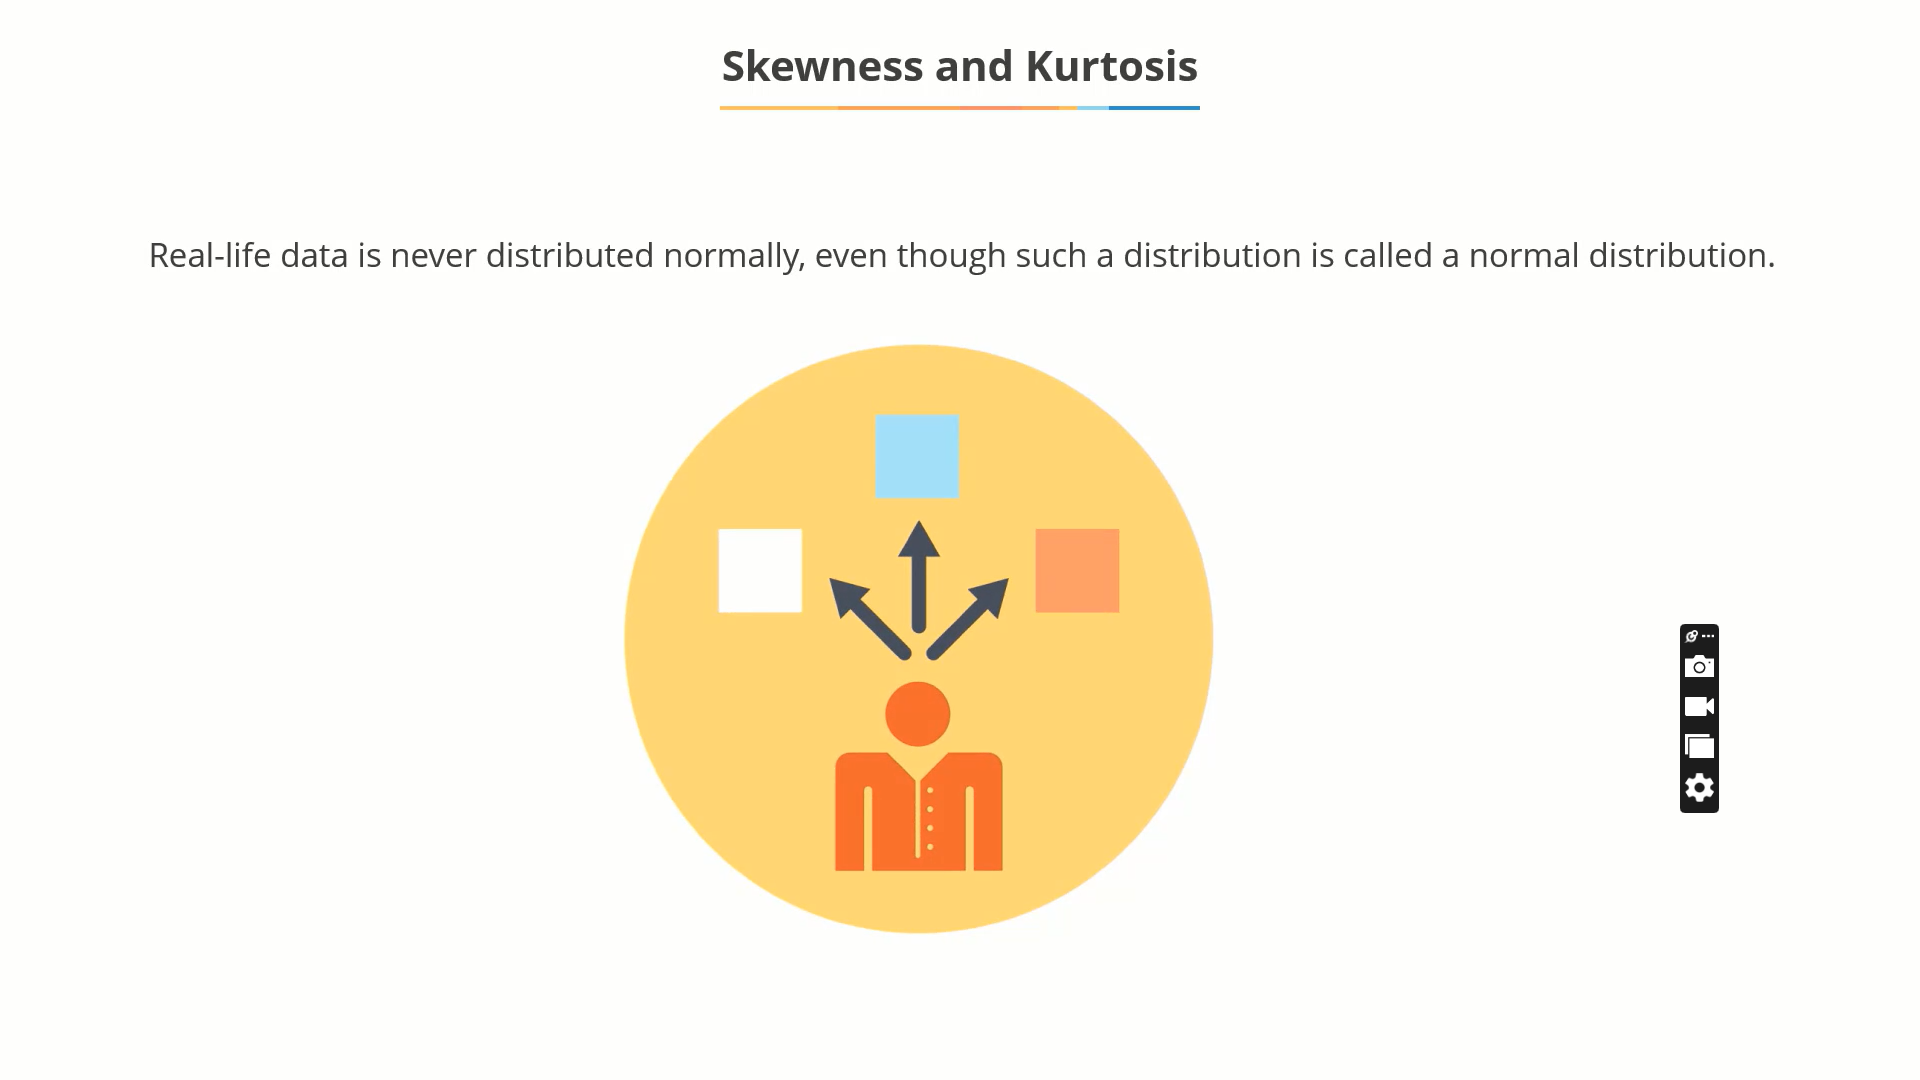 Skewness and Kurtosis
Real-life data is never distributed normally, even though such a distribution is called a normal distribution.